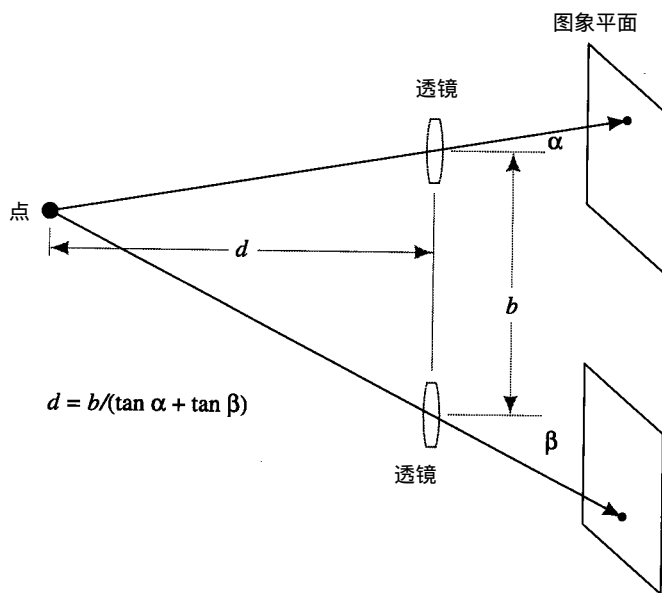 图象平面
透镜
α
点
d
b
d = b/(tan α + tan β)
β
透镜